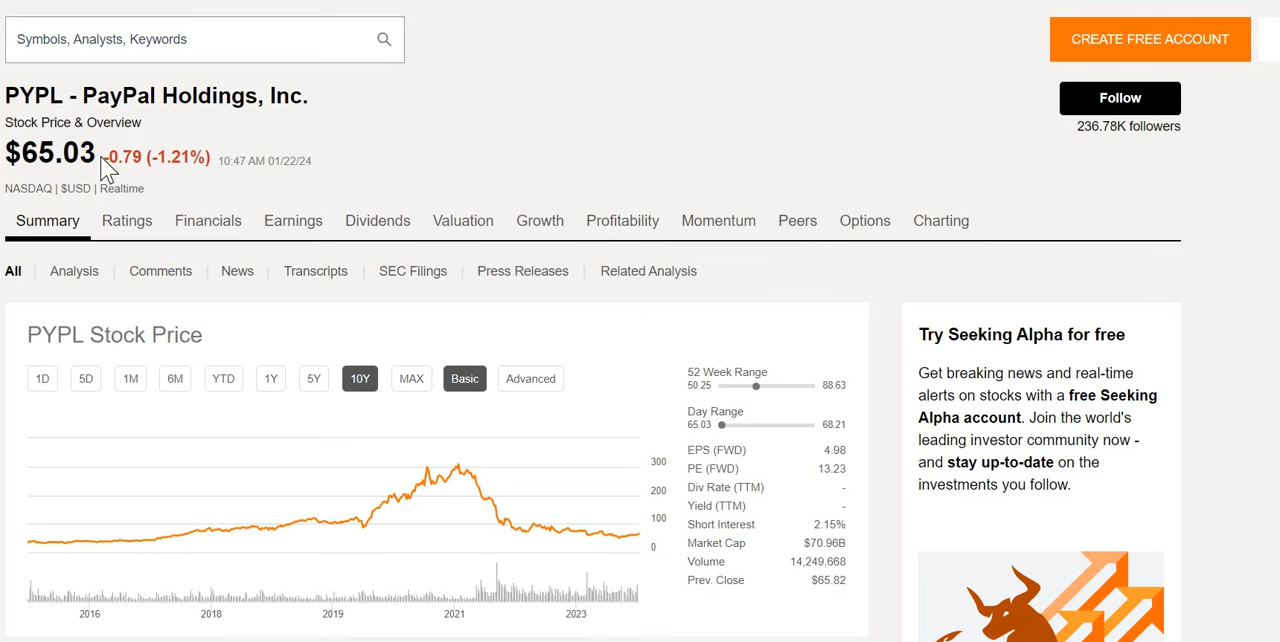 Symbols, Analysts, Keywords
CREATE FREE ACCOUNT
PYPL - PayPal Holdings, Inc.
Follow
Stock Price & Overview
236.78K followers
$65.03 -0.79 (-1.21%) 10:47 AM 01/22/24
NASDAQ | $USD | Realtime
Summary Ratings Financials Earnings Dividends Valuation Growth Profitability Momentum Peers Options Charting
All Analysis Comments News Transcripts SEC Filings Press Releases Related Analysis
PYPL Stock Price
1D 5D 1M 6M YTD 1Y 5Y 10Y MAX Basic Advanced
300
200
100
0
2016 2018 2019 2021 2023
52 Week Range
50.25 88.63
Day Range
65.03 68.21
EPS (FWD) 4.98
PE (FWD) 13.23
Div Rate (TTM) -
Yield (TTM) -
Short Interest 2.15%
Market Cap $70.96B
Volume 14,249,668
Prev. Close $65.82
Try Seeking Alpha for free
Get breaking news and real-time
alerts on stocks with a free Seeking
Alpha account. Join the world's
leading investor community now -
and stay up-to-date on the
investments you follow.